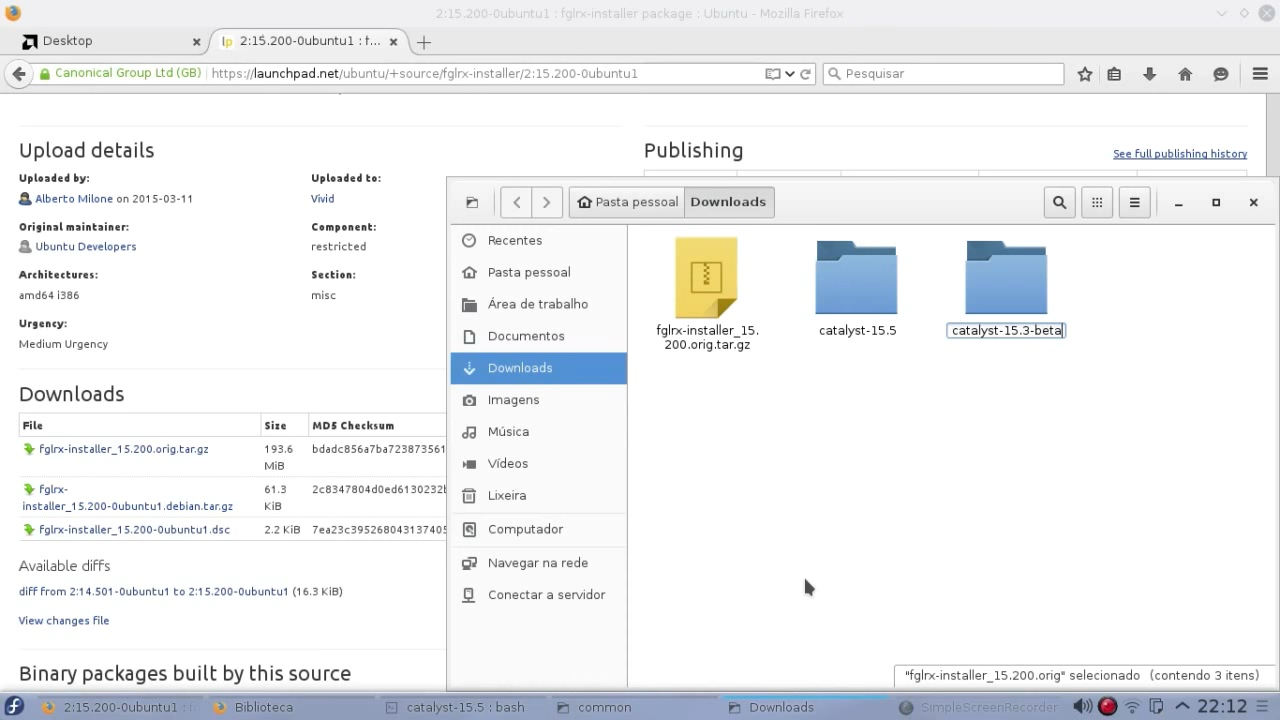 2:15.200-0ubuntu1 : fglrx-installer package : Ubuntu - Mozilla Firefox
Desktop
lp 2:15.200-0ubuntu1 : f...
Canonical Group Ltd (GB)
https://launchpad.net/ubuntu/+source/fglrx-installer/2:15.200-0ubuntu1
Pesquisar
Upload details
Publishing
See full publishing history
Uploaded by:
Alberto Milone on 2015-03-11
Uploaded to:
Vivid
Original maintainer:
Ubuntu Developers
Component:
restricted
Architectures:
amd64 i386
Section:
misc
Urgency:
Medium Urgency
Downloads
File
Size
MD5 Checksum
fglrx-installer_15.200.orig.tar.gz
193.6
MiB
bdadc856a7ba723873561
fglrx-
installer_15.200-0ubuntu1.debian.tar.gz
61.3
KiB
2c8347804d0ed6130232b
fglrx-installer_15.200-0ubuntu1.dsc
2.2 KiB
7ea23c395268043137405
Available diffs
diff from 2:14.501-0ubuntu1 to 2:15.200-0ubuntu1 (16.3 KiB)
View changes file
Binary packages built by this source
Pasta pessoal
Downloads
Recentes
Pasta pessoal
Área de trabalho
Documentos
Downloads
Imagens
Música
Vídeos
Lixeira
Computador
Navegar na rede
Conectar a servidor
fglrx-installer_15.
200.orig.tar.gz
catalyst-15.5
catalyst-15.3-beta
"fglrx-installer_15.200.orig" selecionado (contendo 3 itens)
2:15.200-0ubuntu1 : f
Biblioteca
catalyst-15.5 : bash
common
Downloads
SimpleScreenRecorder
22:12